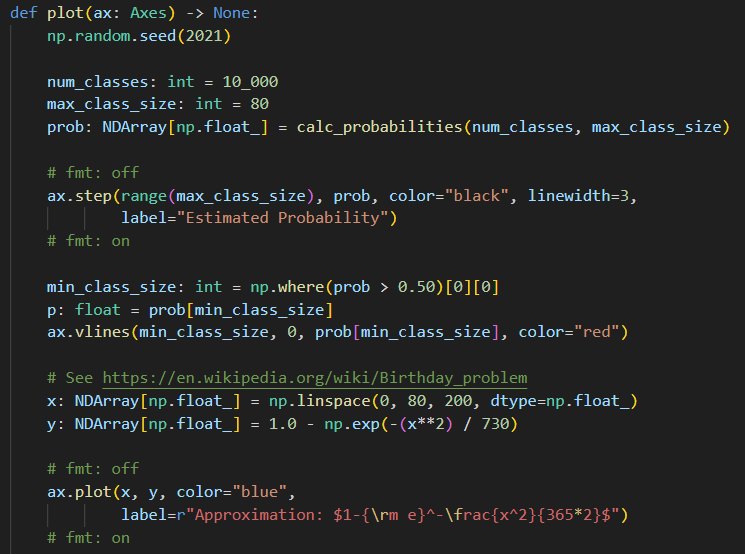 def plot(ax: Axes) -> None:
    np.random.seed(2021)

    num_classes: int = 10_000
    max_class_size: int = 80
    prob: NDArray[np.float_] = calc_probabilities(num_classes, max_class_size)

    # fmt: off
    ax.step(range(max_class_size), prob, color="black", linewidth=3,
            label="Estimated Probability")
    # fmt: on

    min_class_size: int = np.where(prob > 0.50)[0][0]
    p: float = prob[min_class_size]
    ax.vlines(min_class_size, 0, prob[min_class_size], color="red")

    # See https://en.wikipedia.org/wiki/Birthday_problem
    x: NDArray[np.float_] = np.linspace(0, 80, 200, dtype=np.float_)
    y: NDArray[np.float_] = 1.0 - np.exp(-(x**2) / 730)

    # fmt: off
    ax.plot(x, y, color="blue",
            label=r"Approximation: $1-{\rm e}^-\frac{x^2}{365*2}$")
    # fmt: on